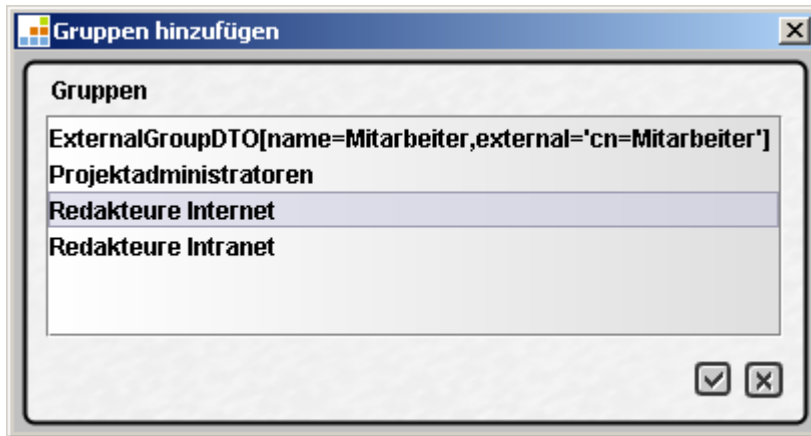 Gruppen hinzufügen
Gruppen
ExternalGroupDTO[name=Mitarbeiter,external='cn=Mitarbeiter']
Projektadministratoren
Redakteure Internet
Redakteure Intranet